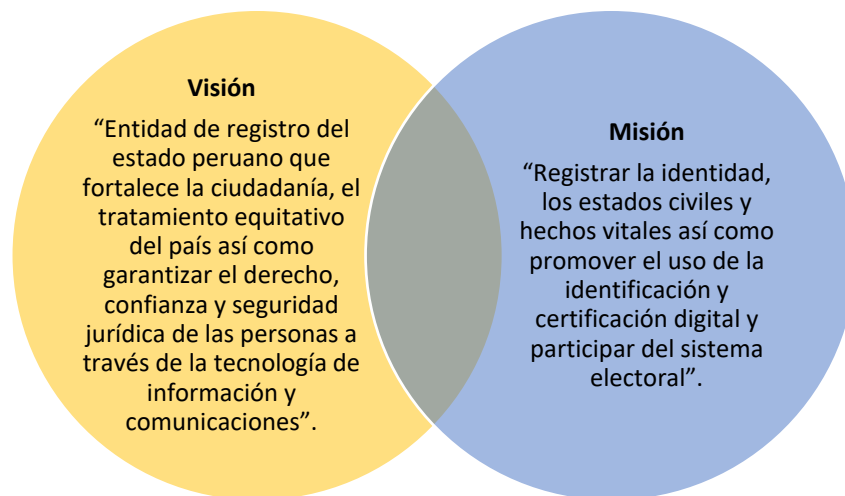 Visión
“Entidad de registro del
estado peruano que
fortalece la ciudadanía, el
tratamiento equitativo
del país así como
garantizar el derecho,
confianza y seguridad
jurídica de las personas a
través de la tecnología de
información y
comunicaciones”.
Misión
“Registrar la identidad,
los estados civiles y
hechos vitales así como
promover el uso de la
identificación y
certificación digital y
participar del sistema
electoral”.